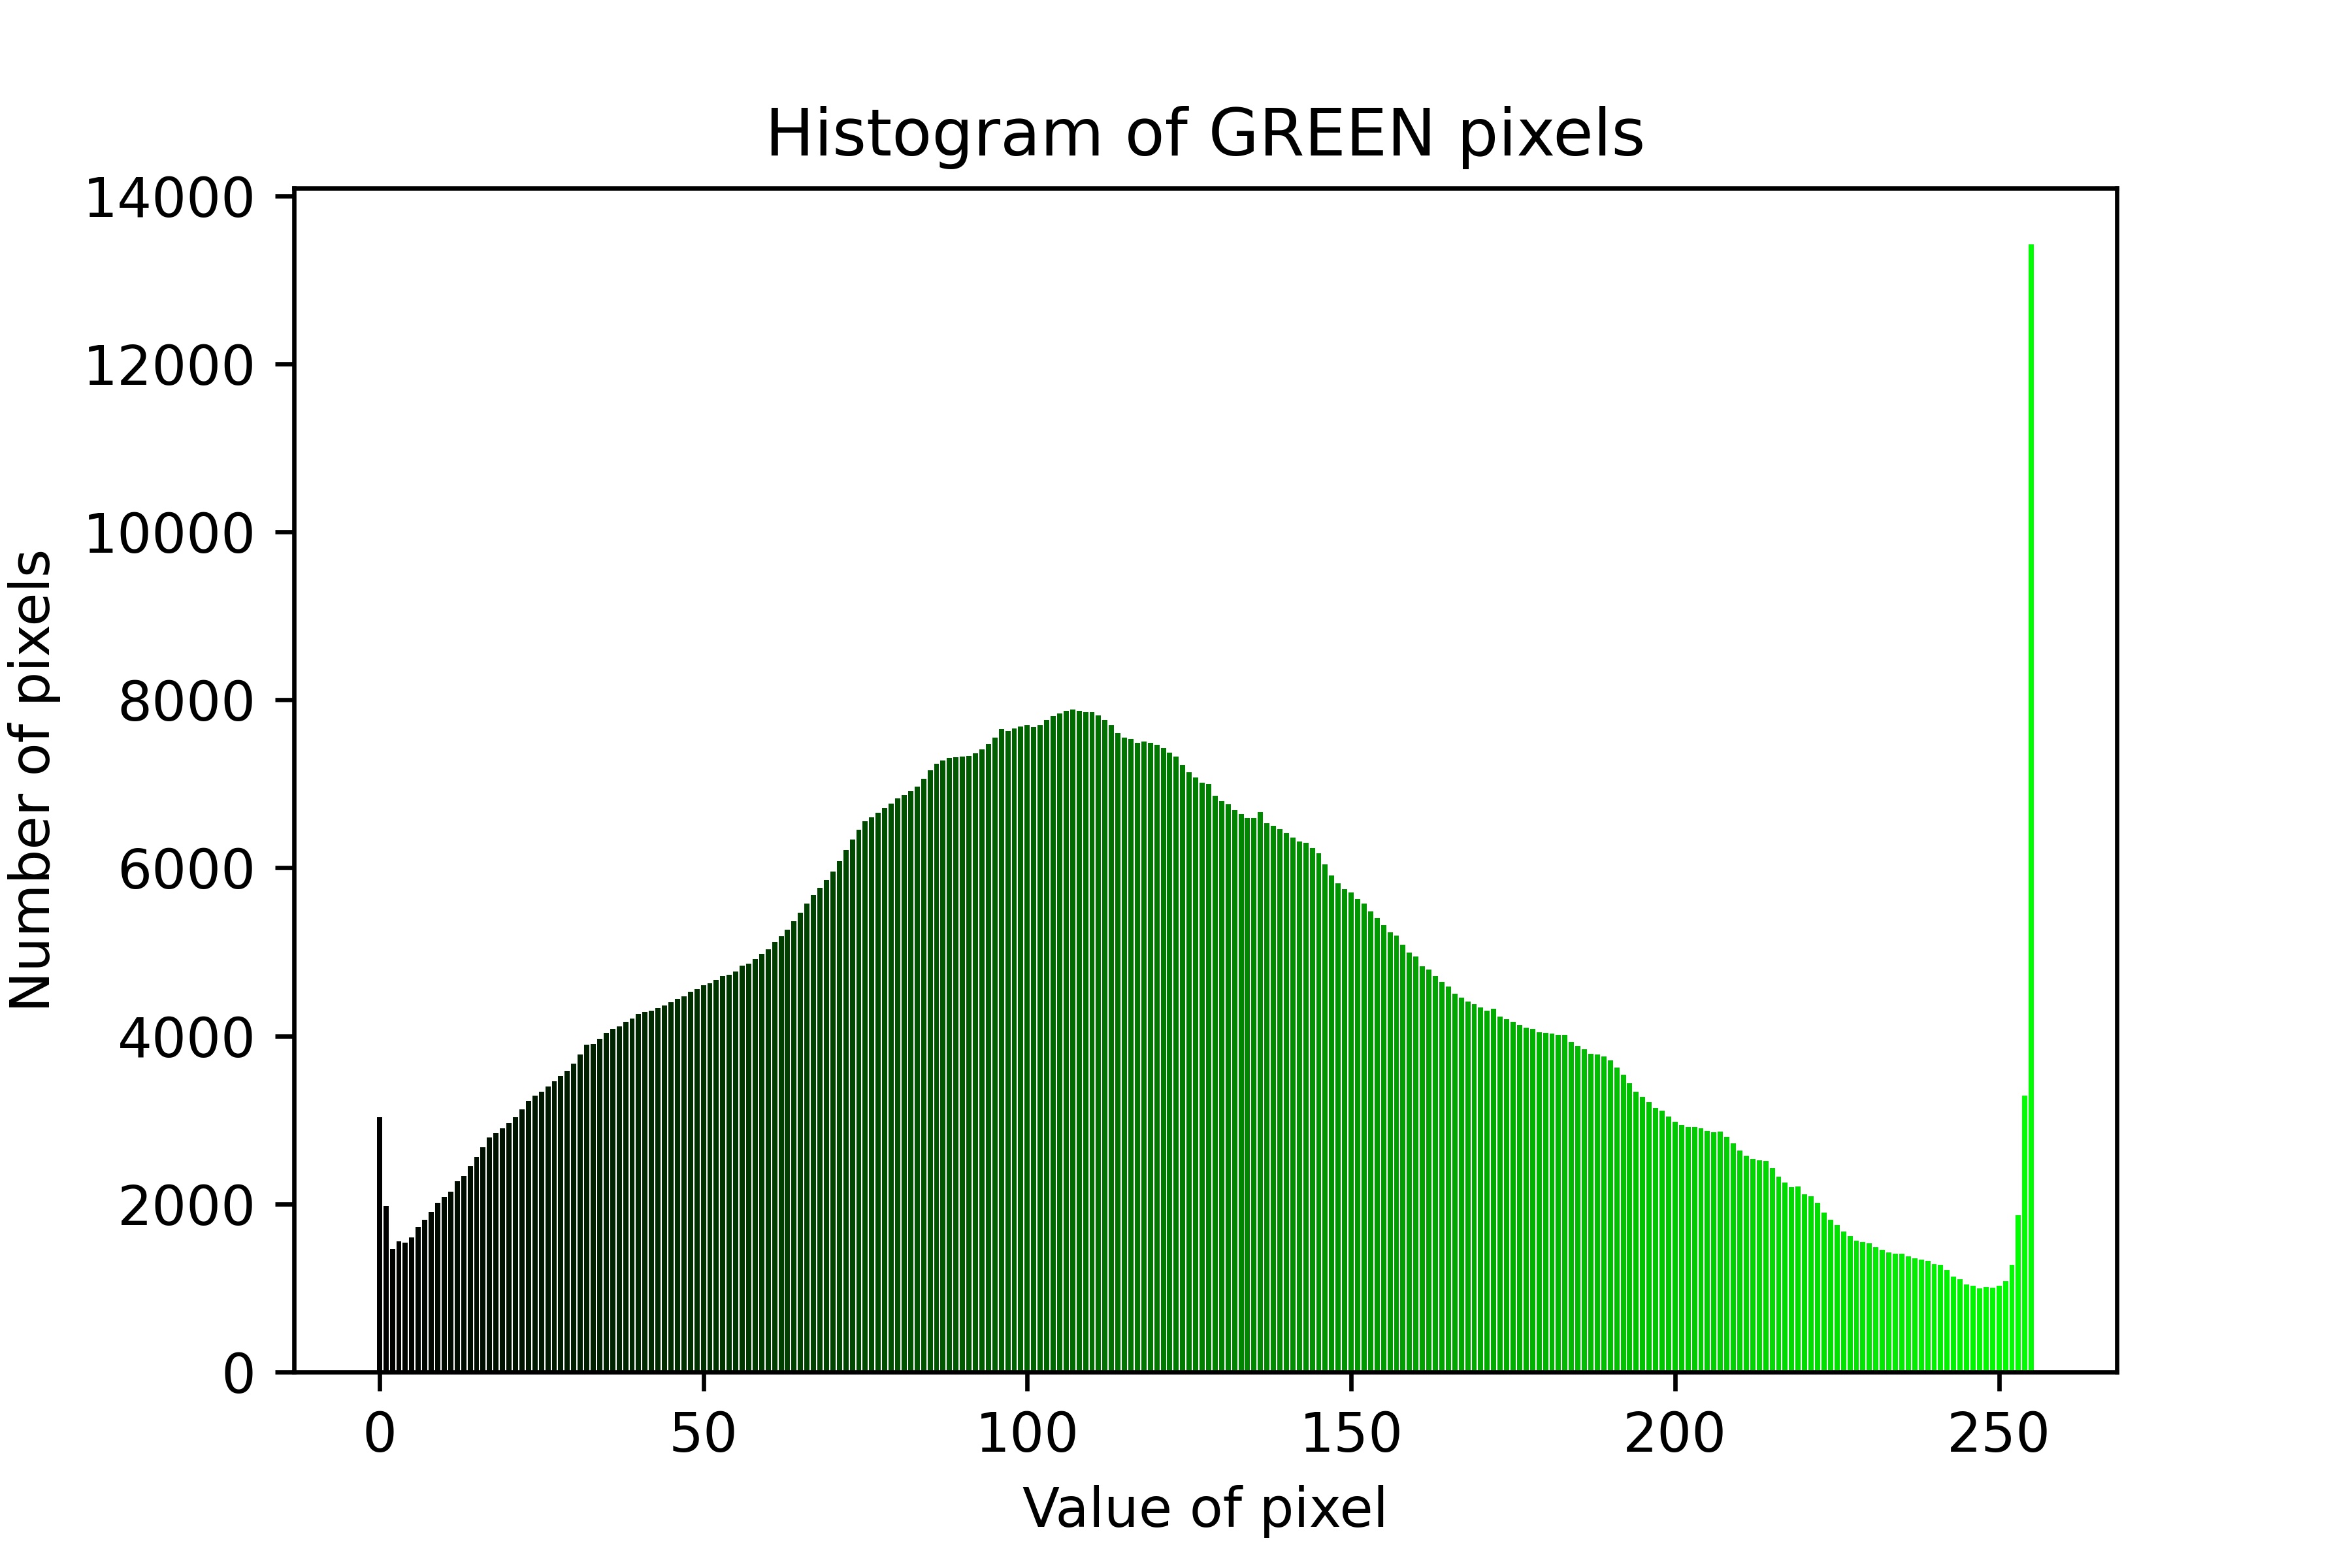 Histogram of GREEN pixels
14000
12000
10000
8000
6000
4000
2000
0
Number of pixels
0 50 100 150 200 250
Value of pixel